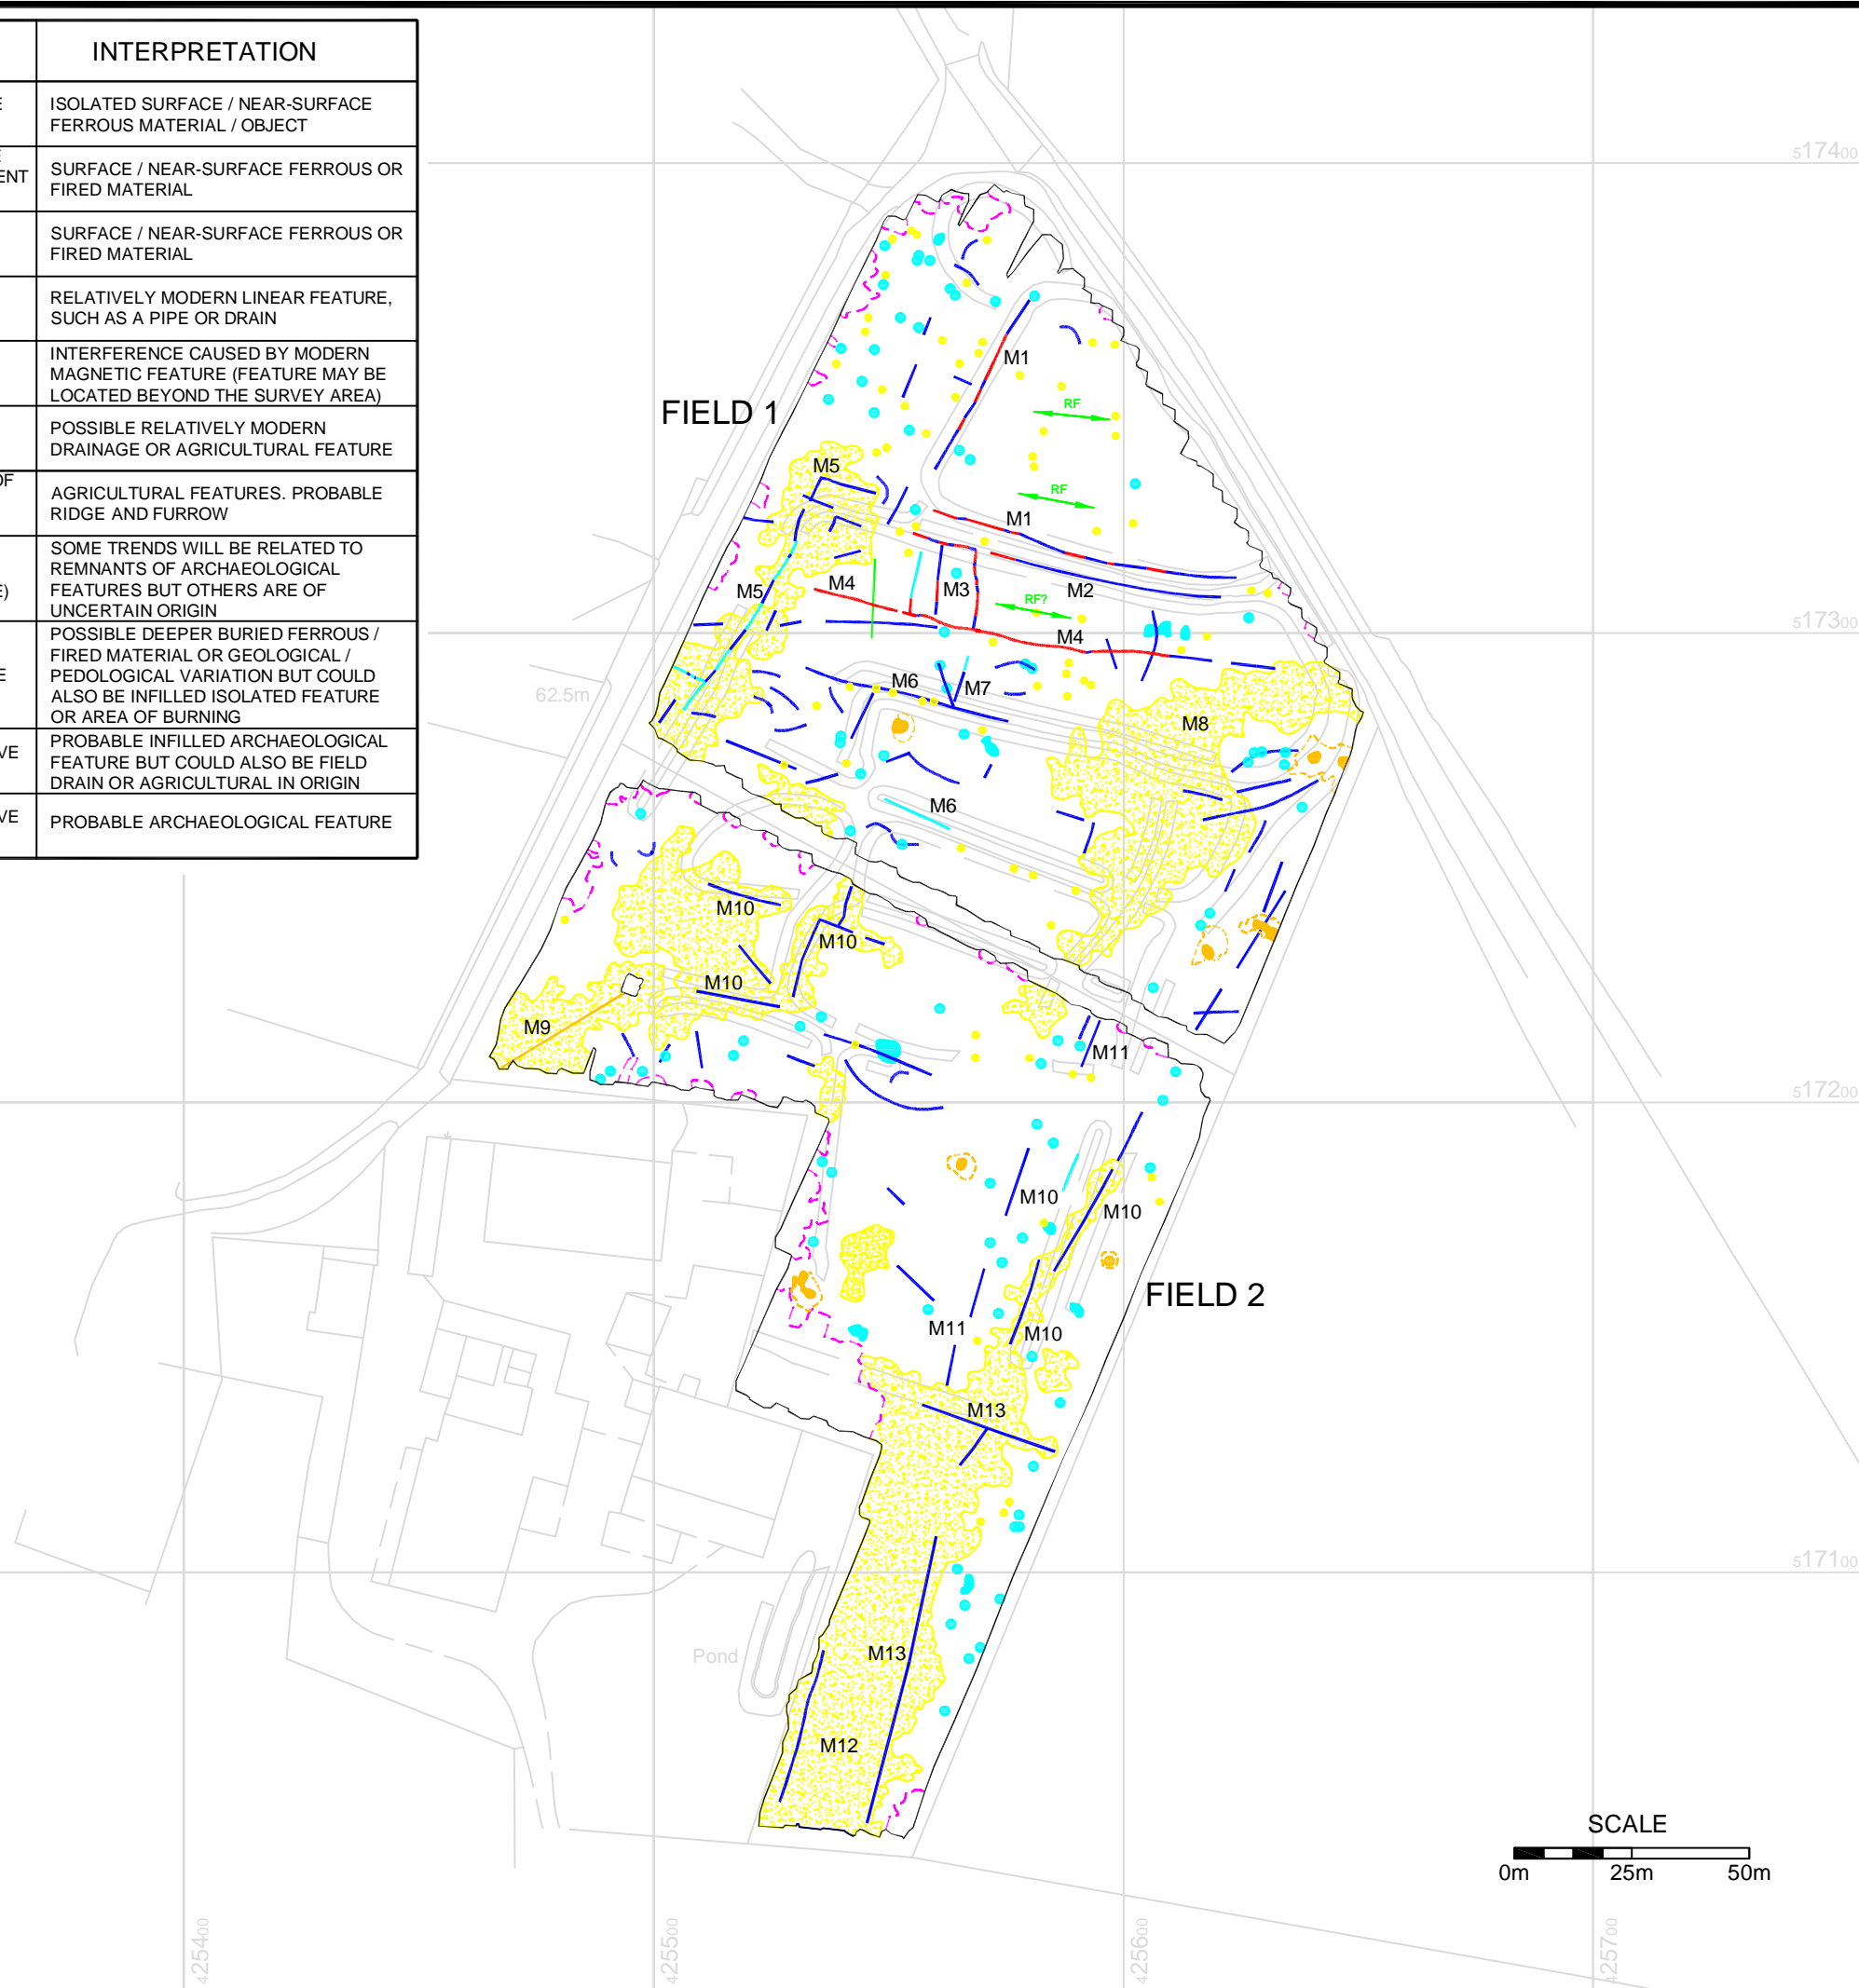 INTERPRETATION
E
ISOLATED SURFACE / NEAR-SURFACE
FERROUS MATERIAL / OBJECT
ENT
SURFACE / NEAR-SURFACE FERROUS OR
FIRED MATERIAL
SURFACE / NEAR-SURFACE FERROUS OR
FIRED MATERIAL
RELATIVELY MODERN LINEAR FEATURE,
SUCH AS A PIPE OR DRAIN
INTERFERENCE CAUSED BY MODERN
MAGNETIC FEATURE (FEATURE MAY BE
LOCATED BEYOND THE SURVEY AREA)
POSSIBLE RELATIVELY MODERN
DRAINAGE OR AGRICULTURAL FEATURE
OF
AGRICULTURAL FEATURES. PROBABLE
RIDGE AND FURROW
E)
SOME TRENDS WILL BE RELATED TO
REMNANTS OF ARCHAEOLOGICAL
FEATURES BUT OTHERS ARE OF
UNCERTAIN ORIGIN
E
POSSIBLE DEEPER BURIED FERROUS /
FIRED MATERIAL OR GEOLOGICAL /
PEDOLOGICAL VARIATION BUT COULD
ALSO BE INFILLED ISOLATED FEATURE
OR AREA OF BURNING
VE
PROBABLE INFILLED ARCHAEOLOGICAL
FEATURE BUT COULD ALSO BE FIELD
DRAIN OR AGRICULTURAL IN ORIGIN
VE
PROBABLE ARCHAEOLOGICAL FEATURE
517400
M1
FIELD 1
RF
M5
RF
M1
M4
M5
M3
M2
RF?
M4
517300
M6
M7
62.5m
M8
M6
M10
M10
M10
M9
M11
517200
M10
M10
FIELD 2
M11
M10
M13
517100
M13
Pond
M12
SCALE
0m
25m
50m
425400
425500
425600
425700